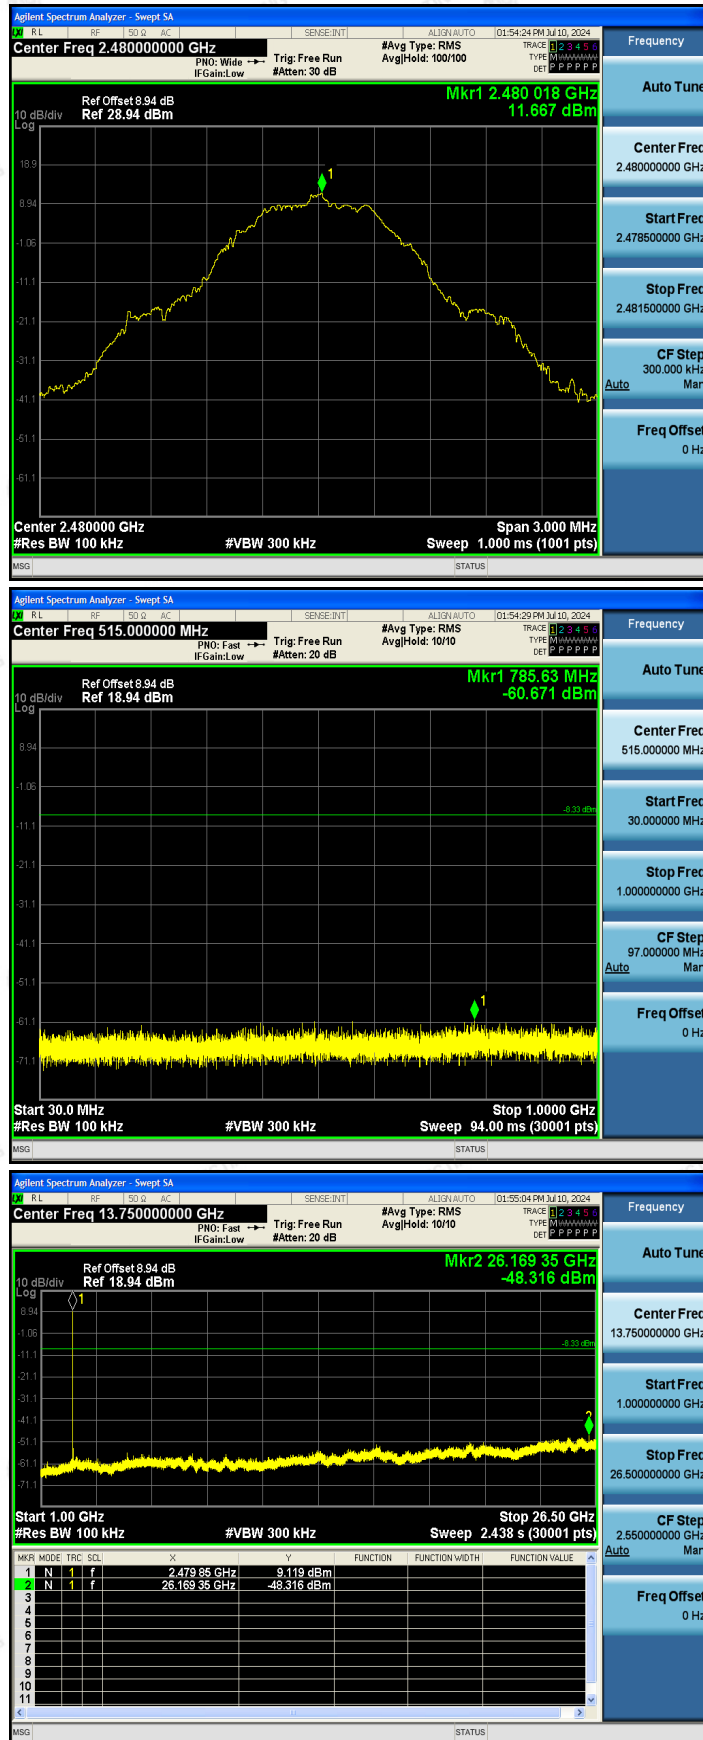 Agilent Spectrum Analyzer - Swept SA
LXI RL RF 50 Ω AC SENSE:INT ALIGN AUTO 01:54:24 PM Jul 10, 2024
Center Freq 2.480000000 GHz #Avg Type: RMS TRACE 1 2 3 4 5 6
PNO: Wide Trig: Free Run Avg|Hold: 100/100 TYPE M
IFGain:Low #Atten: 30 dB DET P P P P P P
Frequency
Ref Offset 8.94 dB Mkr1 2.480 018 GHz
10 dB/div Ref 28.94 dBm 11.667 dBm
Log
18.9
8.94
-1.06
-11.1
-21.1
-31.1
-41.1
-51.1
-61.1
1
Center 2.480000 GHz Span 3.000 MHz
#Res BW 100 kHz #VBW 300 kHz Sweep 1.000 ms (1001 pts)
MSG STATUS
Auto Tune
Center Freq
2.480000000 GHz
Start Freq
2.478500000 GHz
Stop Freq
2.481500000 GHz
CF Step
300.000 kHz
Auto Man
Freq Offset
0 Hz
Agilent Spectrum Analyzer - Swept SA
LXI RL RF 50 Ω AC SENSE:INT ALIGN AUTO 01:54:29 PM Jul 10, 2024
Center Freq 515.000000 MHz #Avg Type: RMS TRACE 1 2 3 4 5 6
PNO: Fast Trig: Free Run Avg|Hold: 10/10 TYPE M
IFGain:Low #Atten: 20 dB DET P P P P P P
Frequency
Ref Offset 8.94 dB Mkr1 785.63 MHz
10 dB/div Ref 18.94 dBm -60.671 dBm
Log
8.94
-1.06
-11.1
-21.1
-31.1
-41.1
-51.1
-61.1
-71.1
-8.33 dBm
1
Start 30.0 MHz Stop 1.0000 GHz
#Res BW 100 kHz #VBW 300 kHz Sweep 94.00 ms (30001 pts)
MSG STATUS
Auto Tune
Center Freq
515.000000 MHz
Start Freq
30.000000 MHz
Stop Freq
1.000000000 GHz
CF Step
97.000000 MHz
Auto Man
Freq Offset
0 Hz
Agilent Spectrum Analyzer - Swept SA
LXI RL RF 50 Ω AC SENSE:INT ALIGN AUTO 01:55:04 PM Jul 10, 2024
Center Freq 13.750000000 GHz #Avg Type: RMS TRACE 1 2 3 4 5 6
PNO: Fast Trig: Free Run Avg|Hold: 10/10 TYPE M
IFGain:Low #Atten: 20 dB DET P P P P P P
Frequency
Ref Offset 8.94 dB Mkr2 26.169 35 GHz
10 dB/div Ref 18.94 dBm -48.316 dBm
Log
8.94
-1.06
-11.1
-21.1
-31.1
-41.1
-51.1
-61.1
-71.1
-8.33 dBm
1
2
Start 1.00 GHz Stop 26.50 GHz
#Res BW 100 kHz #VBW 300 kHz Sweep 2.438 s (30001 pts)
MKR MODE TRC SCL X Y FUNCTION FUNCTION WIDTH FUNCTION VALUE
1 N 1 f 2.479 85 GHz 9.119 dBm
2 N 1 f 26.169 35 GHz -48.316 dBm
3
4
5
6
7
8
9
10
11
MSG STATUS
Auto Tune
Center Freq
13.750000000 GHz
Start Freq
1.000000000 GHz
Stop Freq
26.500000000 GHz
CF Step
2.550000000 GHz
Auto Man
Freq Offset
0 Hz